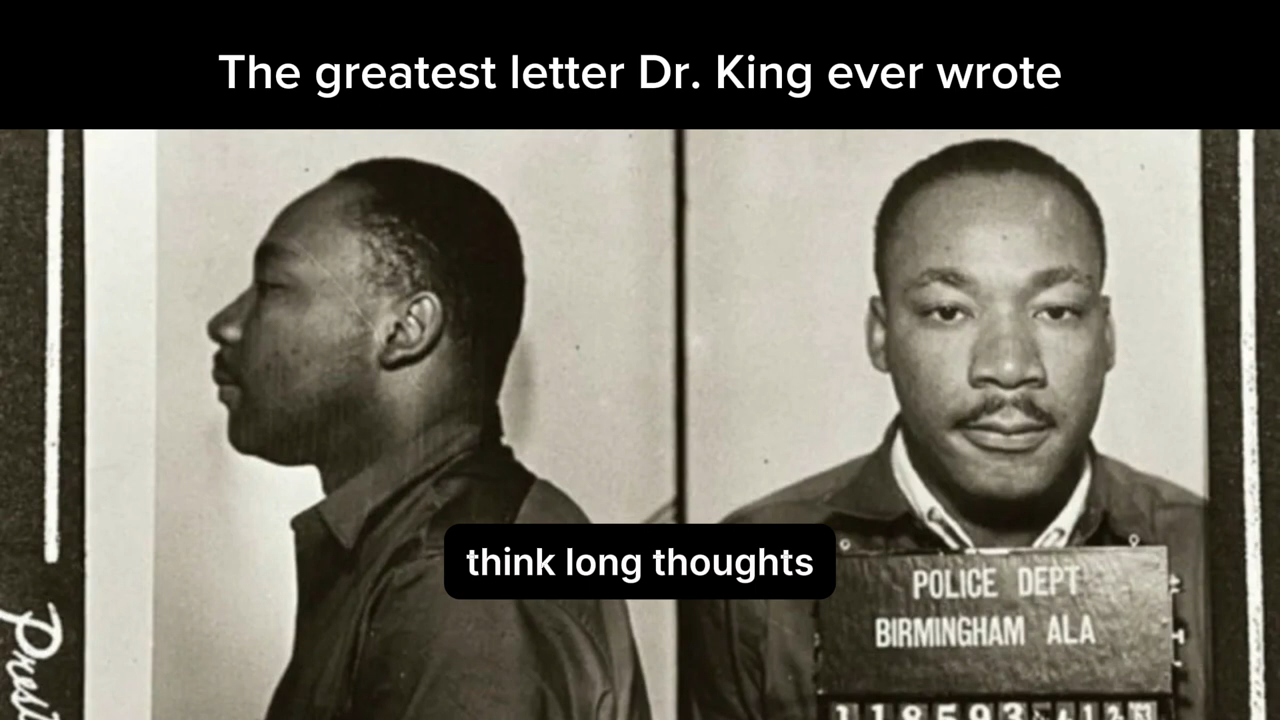 The greatest letter Dr. King ever wrote
think long thoughts
POLICE DEPT
BIRMINGHAM ALA